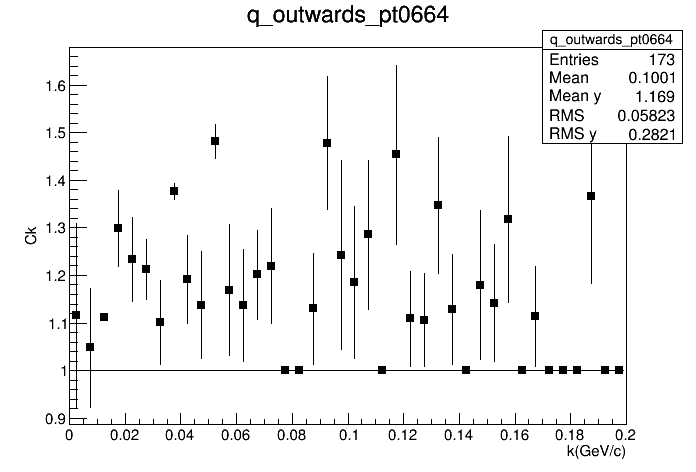 q_outwards_pt0664
q_outwards_pt0664
Entries 173
Mean 0.1001
Mean y 1.169
RMS 0.05823
RMS y 0.2821
Ck
1.6
1.5
1.4
1.3
1.2
1.1
1
0.9
0 0.02 0.04 0.06 0.08 0.1 0.12 0.14 0.16 0.18 0.2
k(GeV/c)